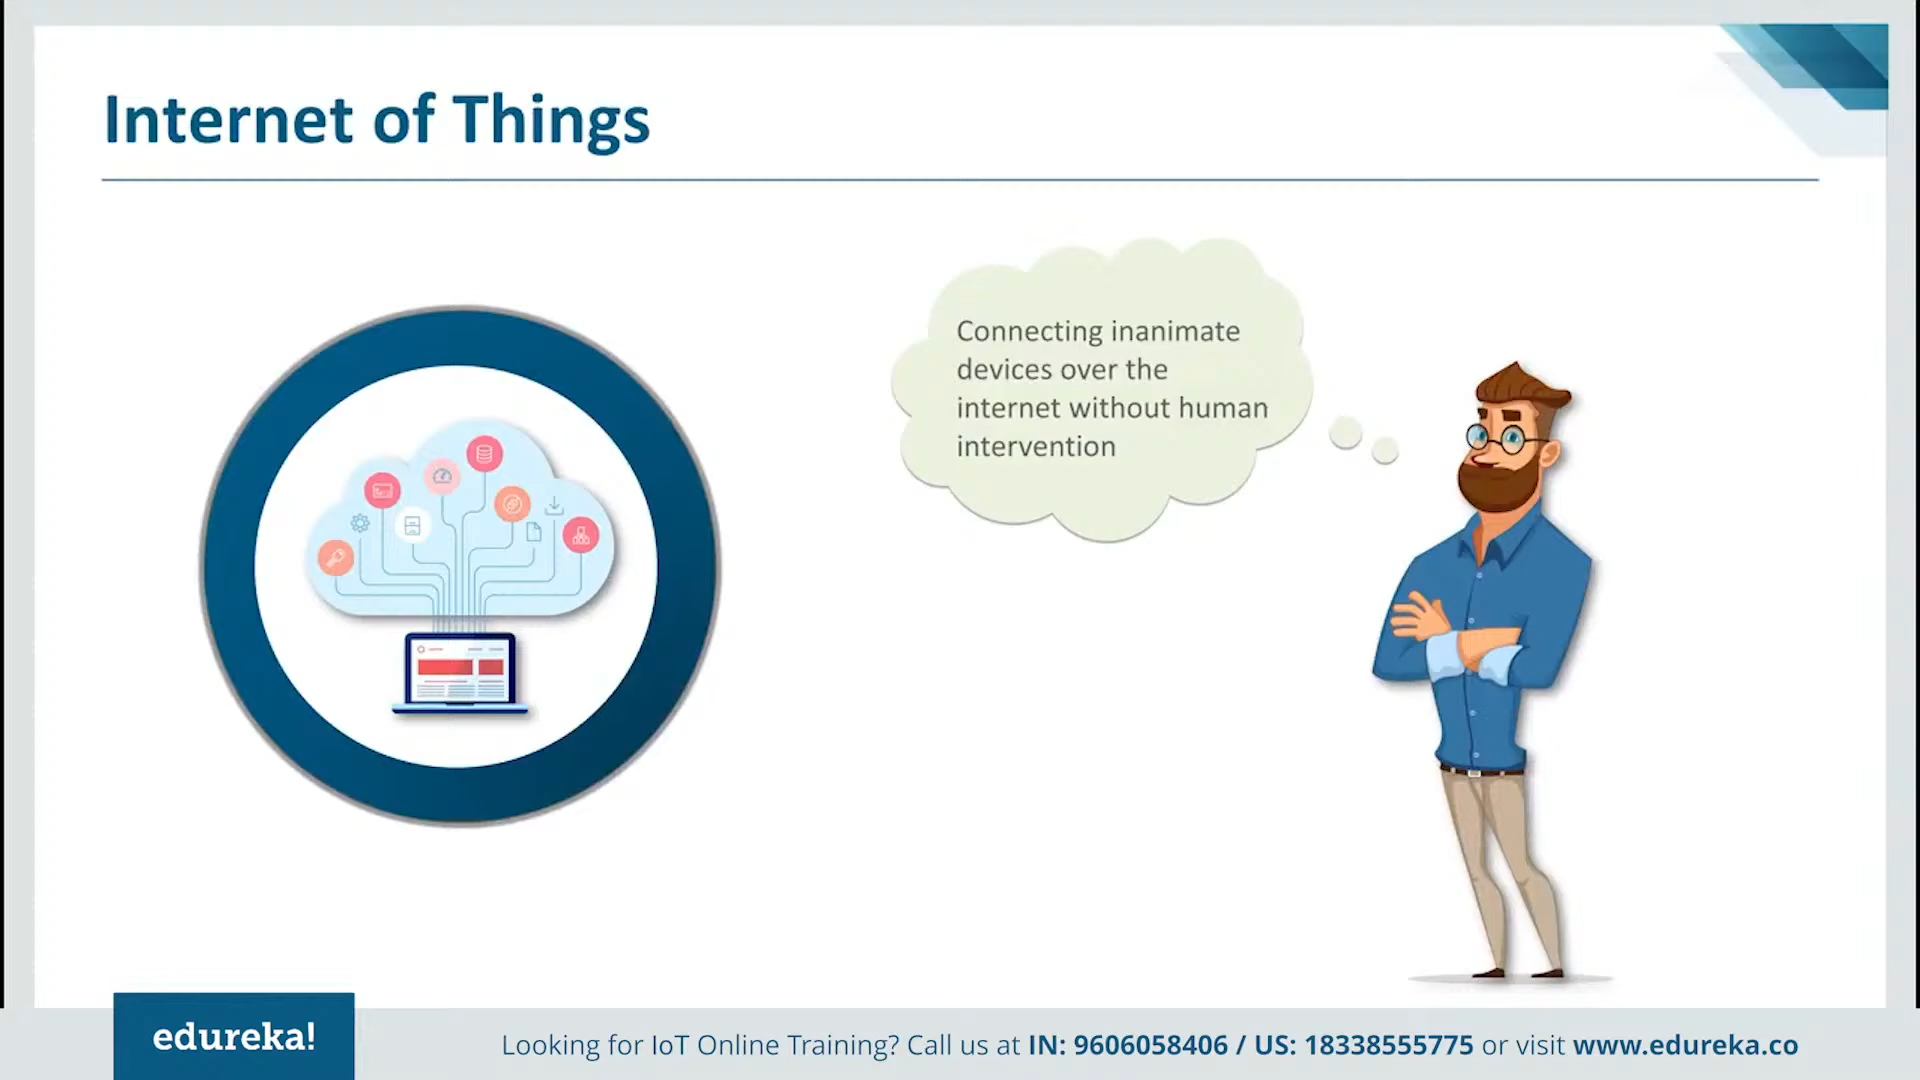 Internet of Things
Connecting inanimate
devices over the
internet without human
intervention
edureka!
Looking for IoT Online Training? Call us at IN: 9606058406 / US: 18338555775 or visit www.edureka.co